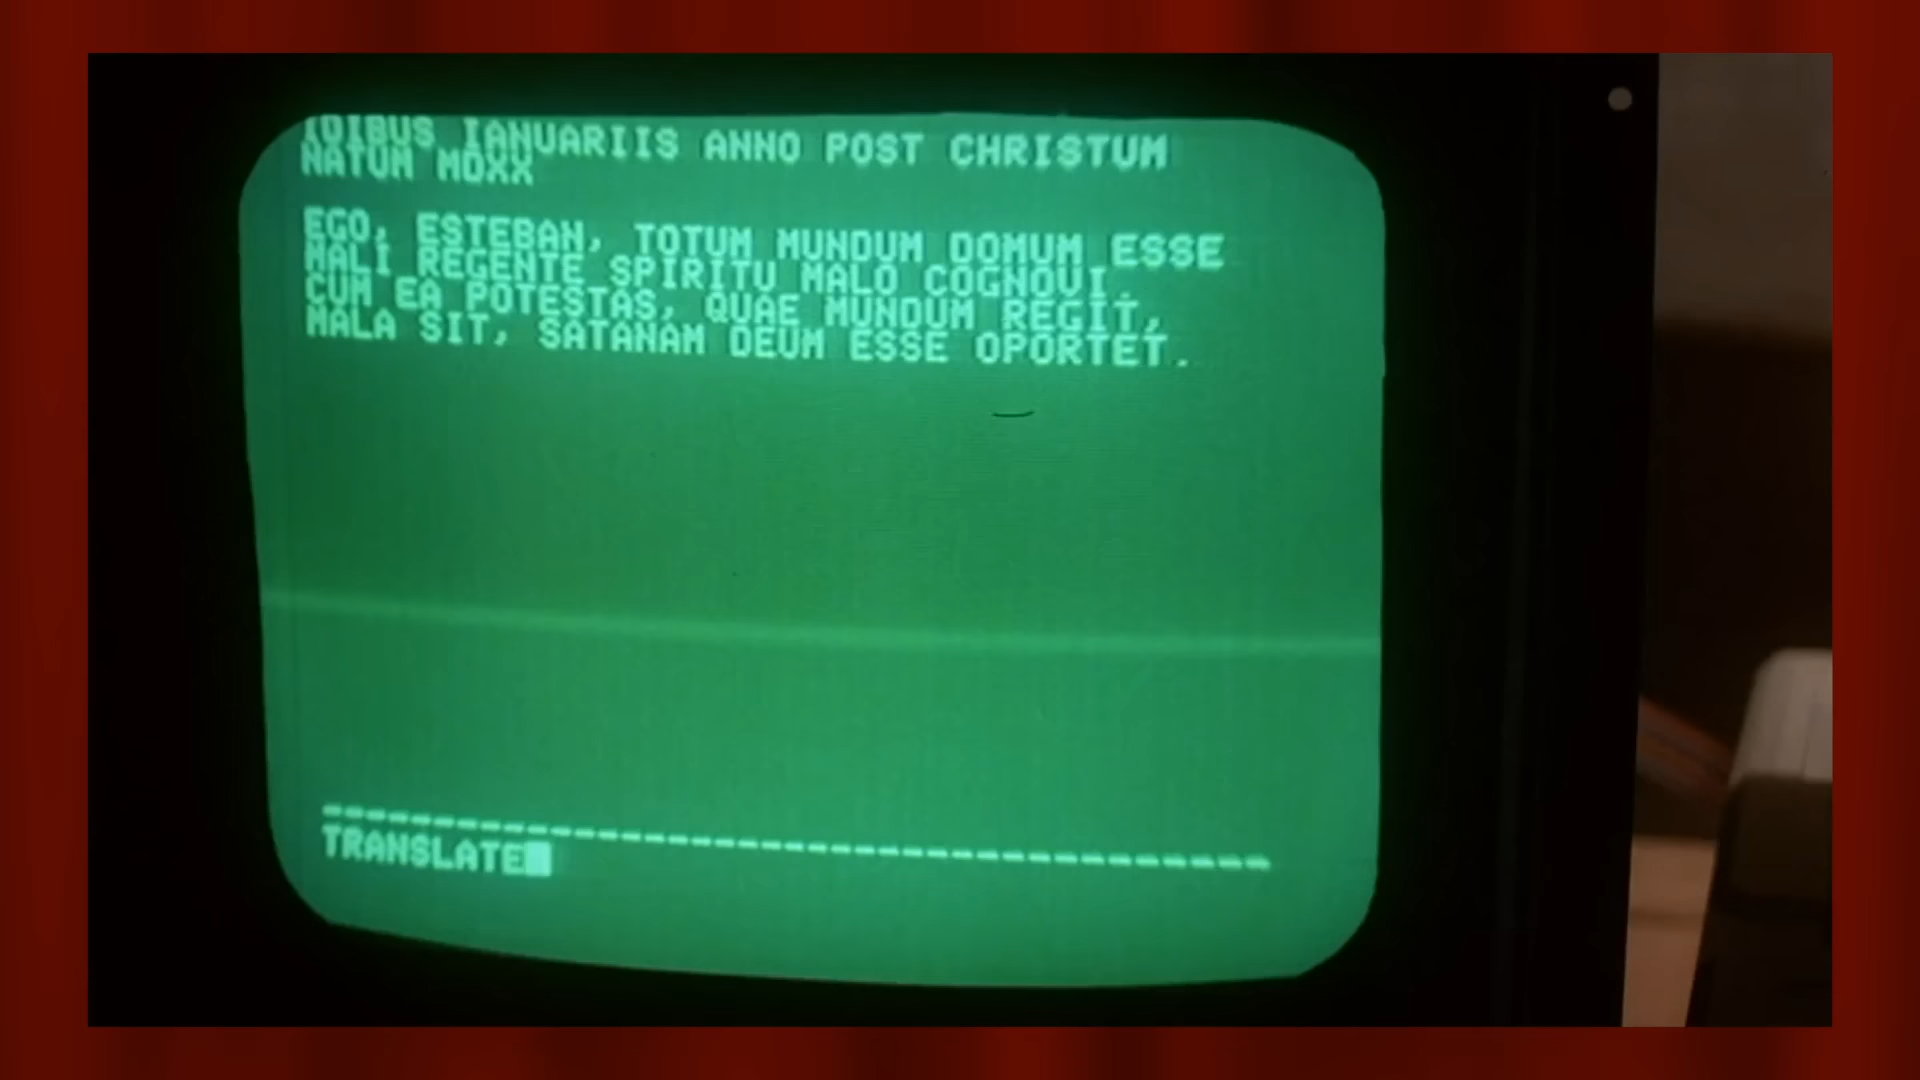 IDIBUS IANUARIIS ANNO POST CHRISTUM
NATUM MDXX
EGO, ESTEBAN, TOTUM MUNDUM DOMUM ESSE
MALI REGENTE SPIRITU MALO COGNOUI.
CUM EA POTESTAS, QUAE MUNDUM REGIT,
MALA SIT, SATANAM DEUM ESSE OPORTET.
TRANSLATE